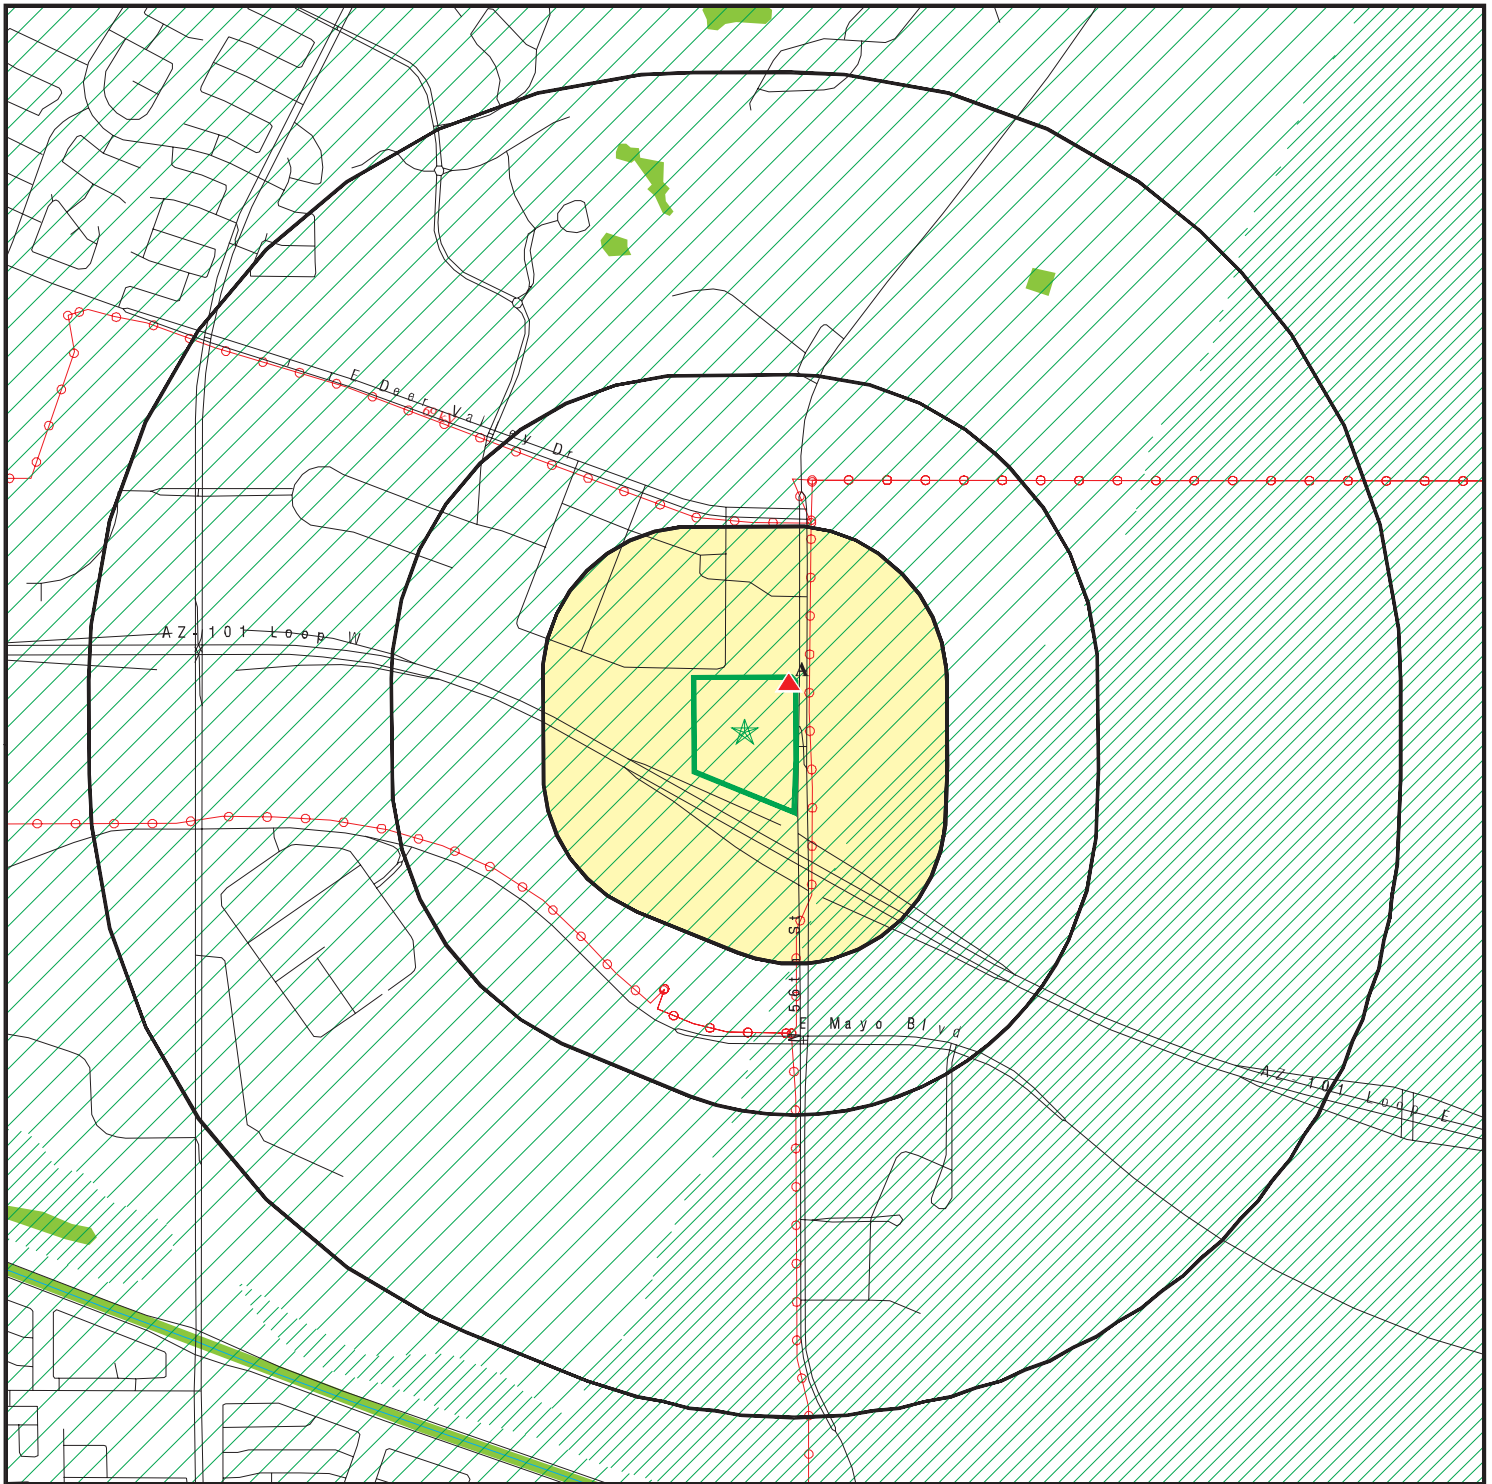 E Deer Valley Dr
AZ-101 Loop W
A
N 56th St
E Mayo Blvd
AZ 101 Loop E